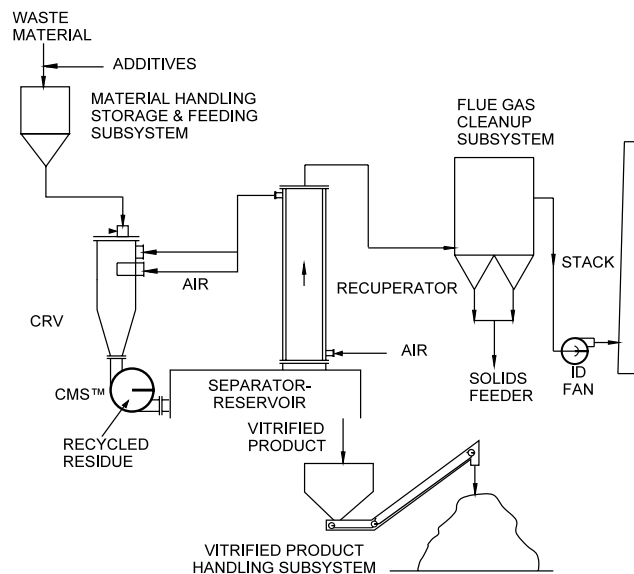 WASTE
MATERIAL
ADDITIVES
MATERIAL HANDLING
STORAGE & FEEDING
SUBSYSTEM
FLUE GAS
CLEANUP
SUBSYSTEM
STACK
AIR
RECUPERATOR
CRV
AIR
ID
FAN
SOLIDS
FEEDER
CMS™
SEPARATOR-
RESERVOIR
RECYCLED
RESIDUE
VITRIFIED
PRODUCT
VITRIFIED PRODUCT
HANDLING SUBSYSTEM